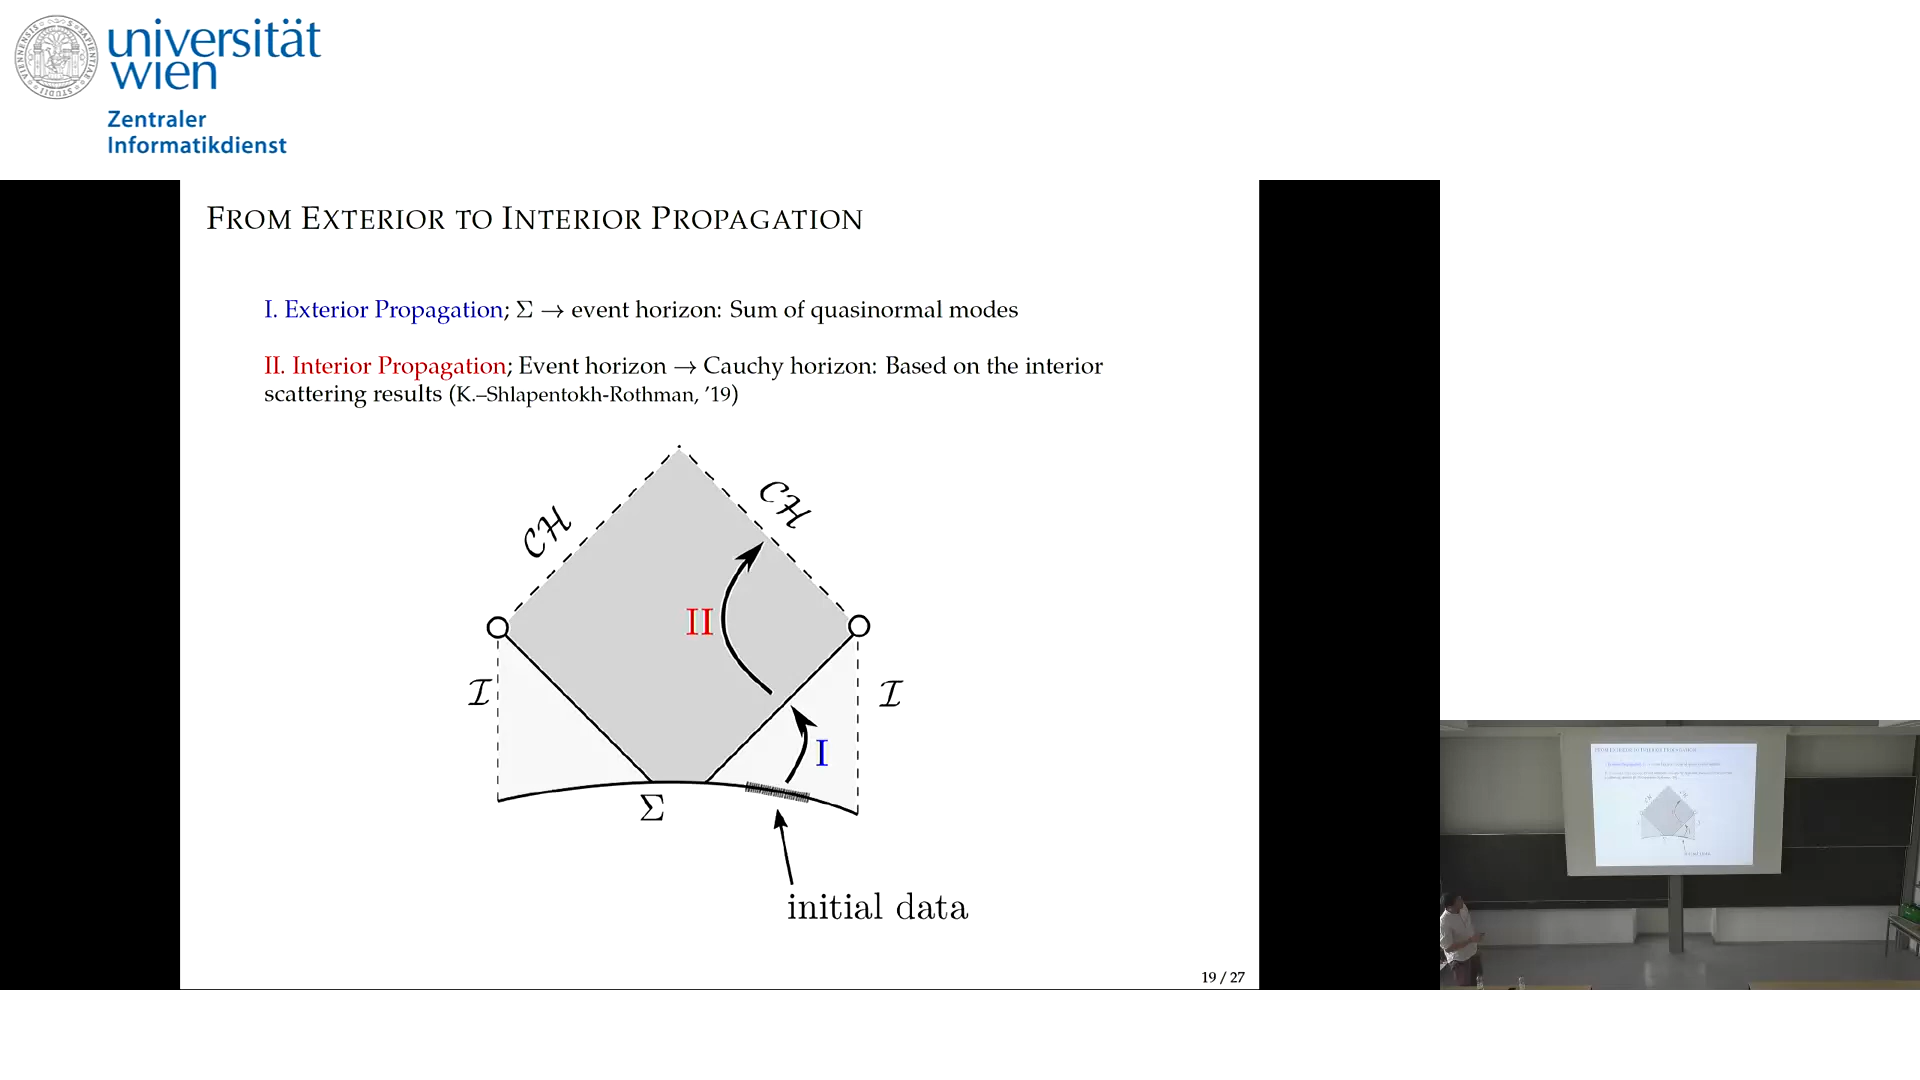 universität
wien
Zentraler
Informatikdienst
FROM EXTERIOR TO INTERIOR PROPAGATION
I. Exterior Propagation; Σ → event horizon: Sum of quasinormal modes
II. Interior Propagation; Event horizon → Cauchy horizon: Based on the interior
scattering results (K.–Shlapentokh-Rothman, ’19)
𝒞ℋ
𝒞ℋ
II
ℐ
ℐ
I
Σ
initial data
19 / 27